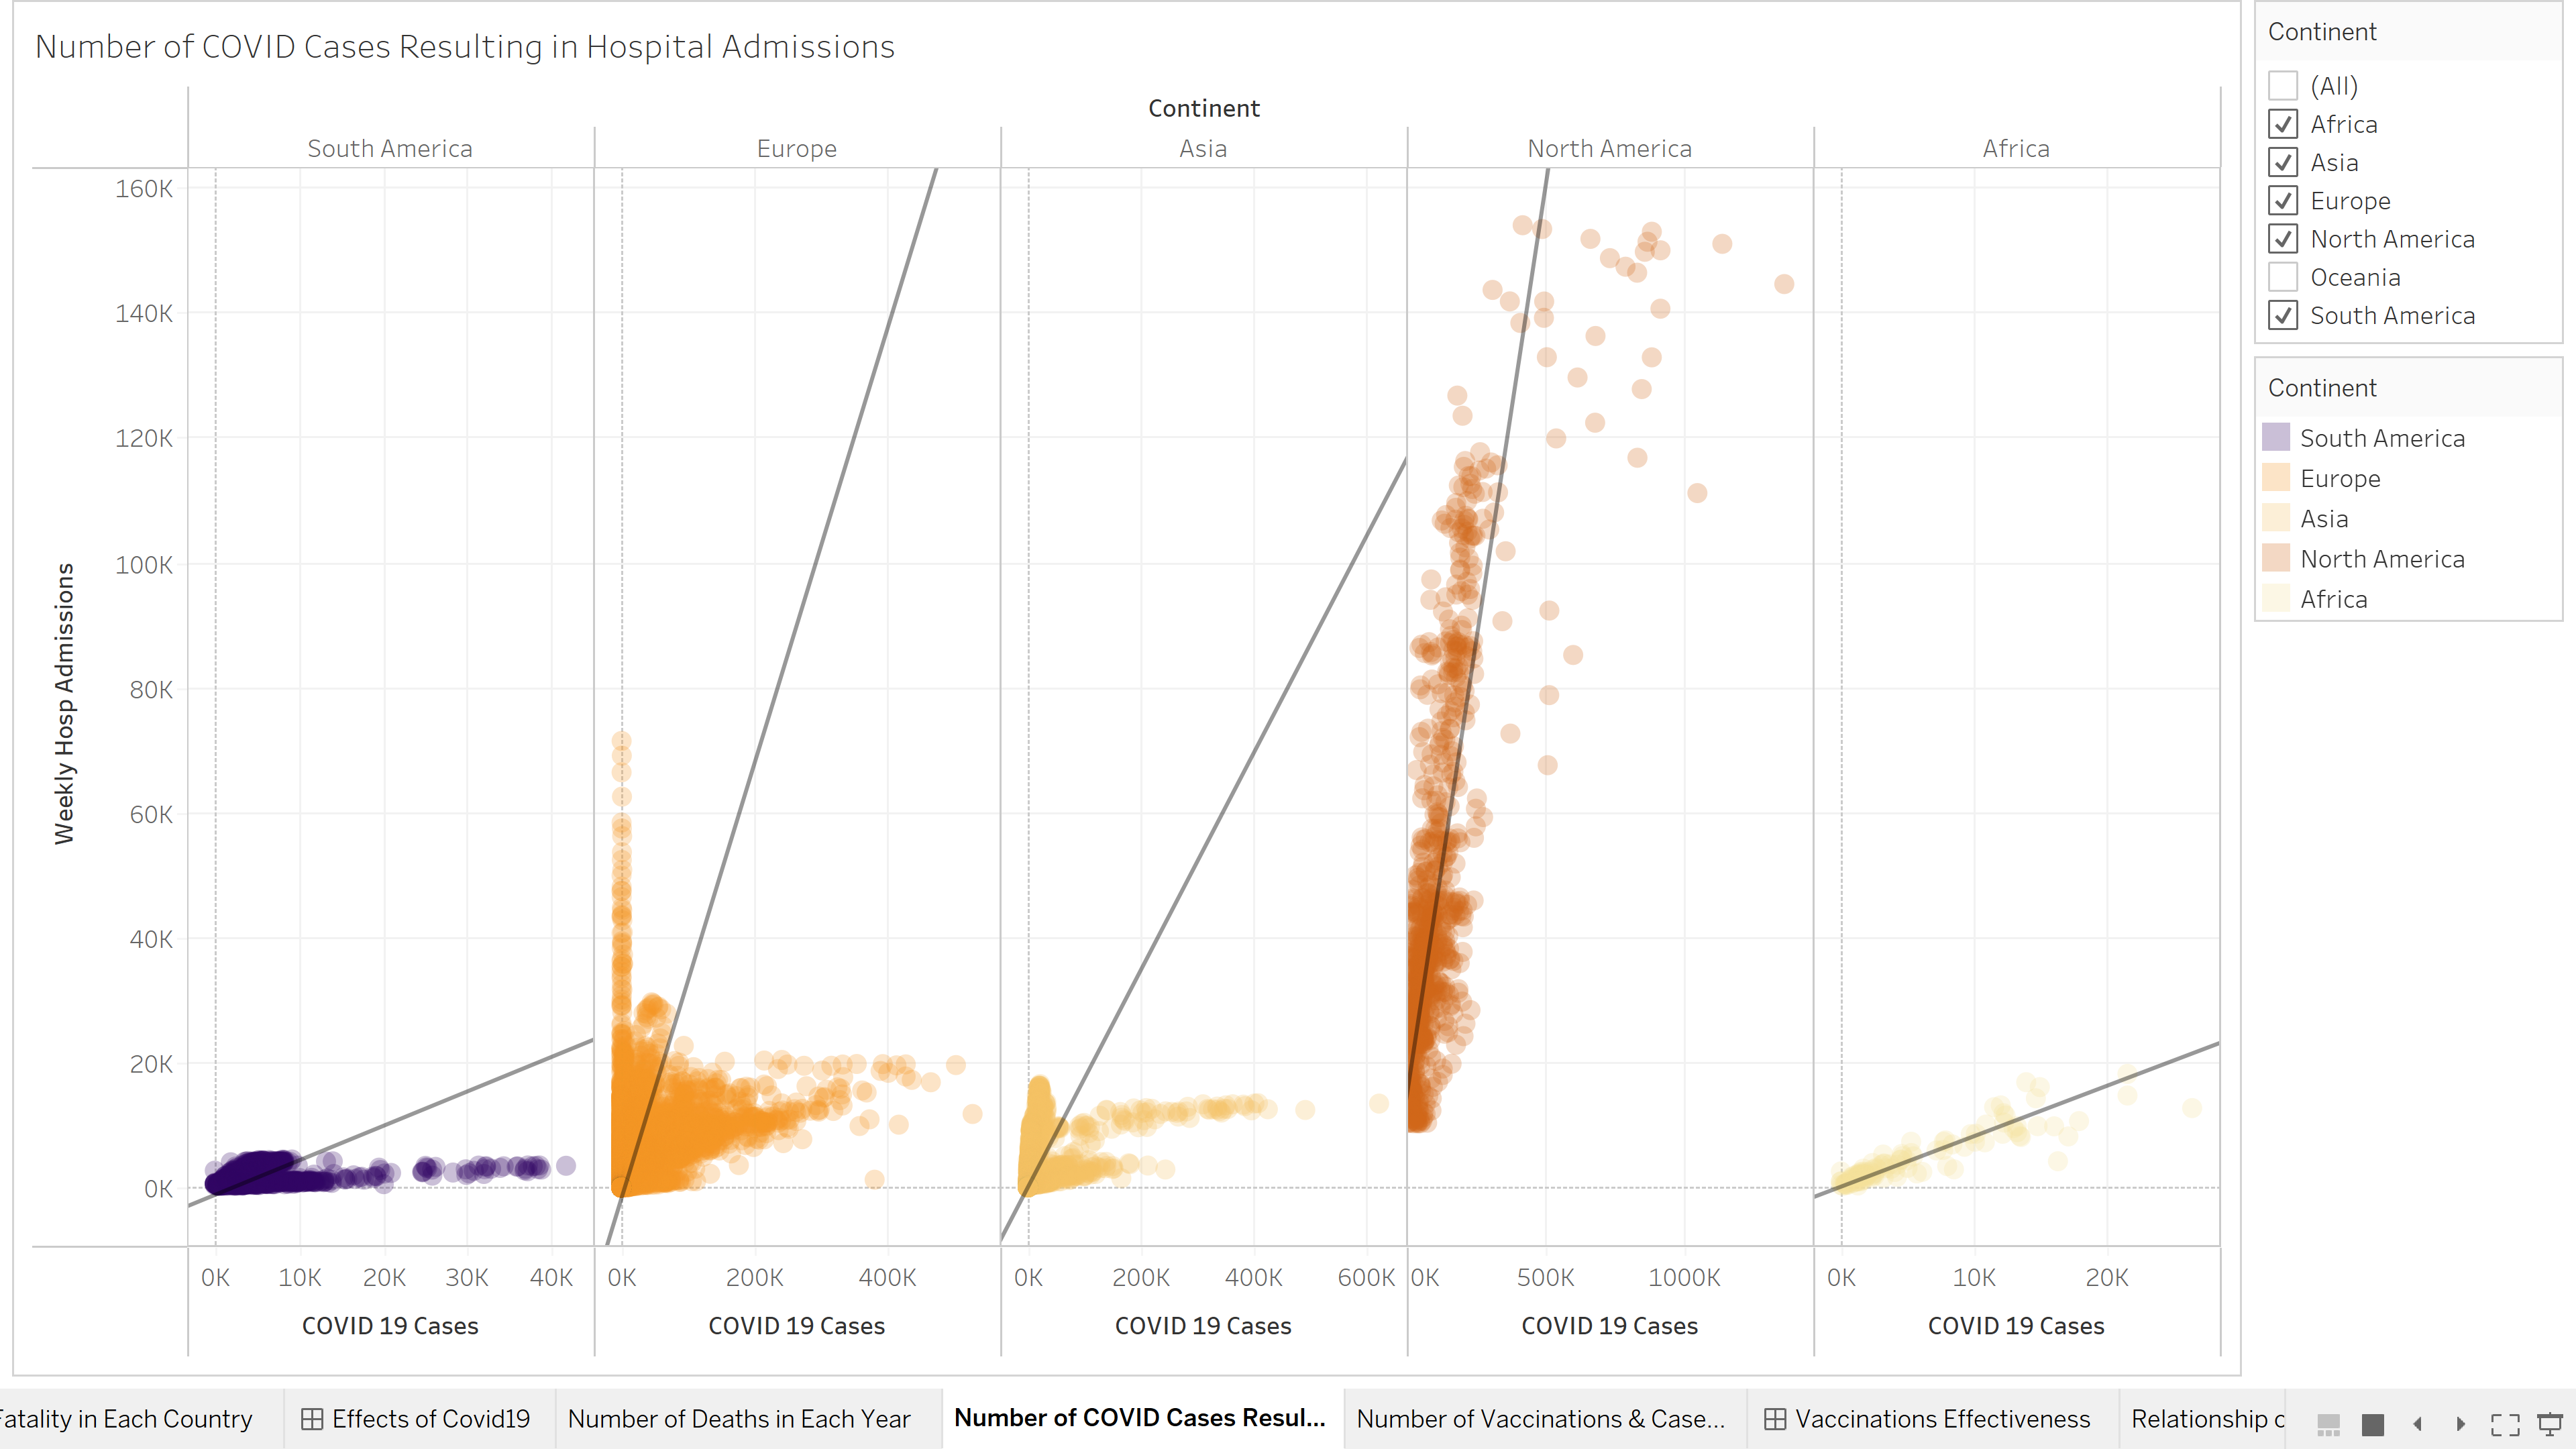 Number of COVID Cases Resulting in Hospital Admissions
Continent
South America Europe Asia North America Africa
160K
140K
120K
100K
80K
60K
40K
20K
0K
Weekly Hosp Admissions
0K 10K 20K 30K 40K 0K 200K 400K 0K 200K 400K 600K 0K 500K 1000K 0K 10K 20K
COVID 19 Cases COVID 19 Cases COVID 19 Cases COVID 19 Cases COVID 19 Cases
Continent
(All)
Africa
Asia
Europe
North America
Oceania
South America
Continent
South America
Europe
Asia
North America
Africa
Fatality in Each Country Effects of Covid19 Number of Deaths in Each Year Number of COVID Cases Resul... Number of Vaccinations & Case... Vaccinations Effectiveness Relationship